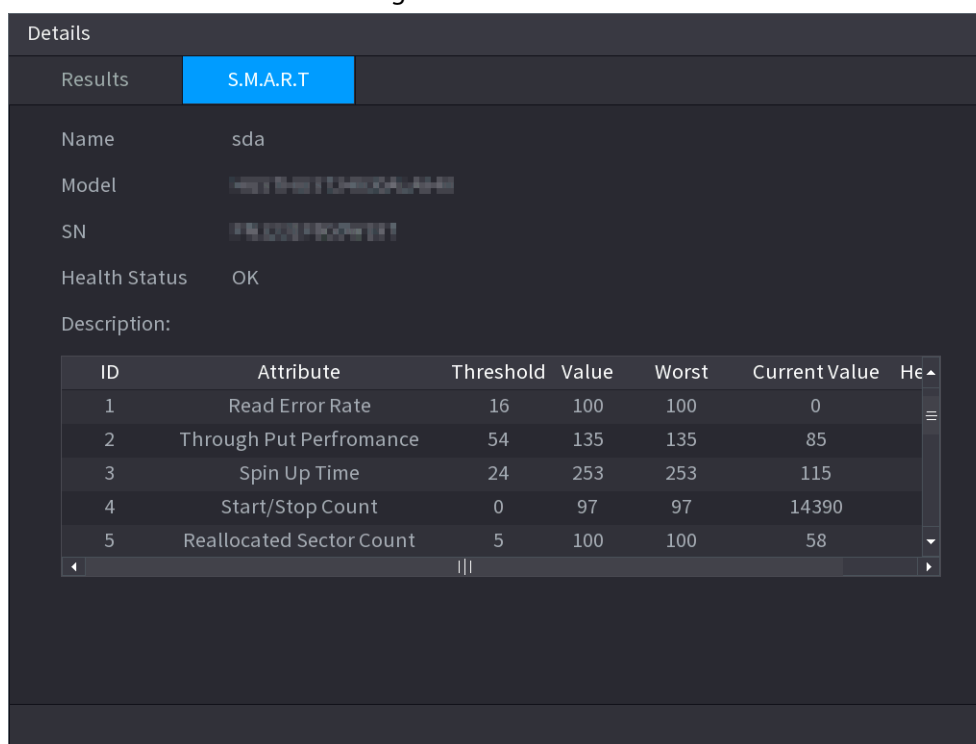 Details
Results S.M.A.R.T
Name sda
Model
SN
Health Status OK
Description:
ID Attribute Threshold Value Worst Current Value He
1 Read Error Rate 16 100 100 0
2 Through Put Perfromance 54 135 135 85
3 Spin Up Time 24 253 253 115
4 Start/Stop Count 0 97 97 14390
5 Reallocated Sector Count 5 100 100 58